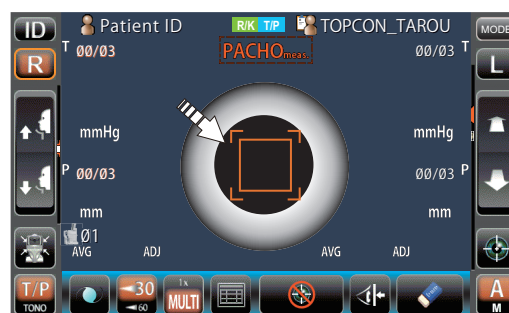 ID Patient ID R/K T/P TOPCON_TAROU MODE
R T 00/03 PACHOmeas. 00/03 T L
mmHg mmHg
P 00/03 00/03 P
mm mm
01
AVG ADJ AVG ADJ
T/P 30 1x A
TONO 60 MULTI M